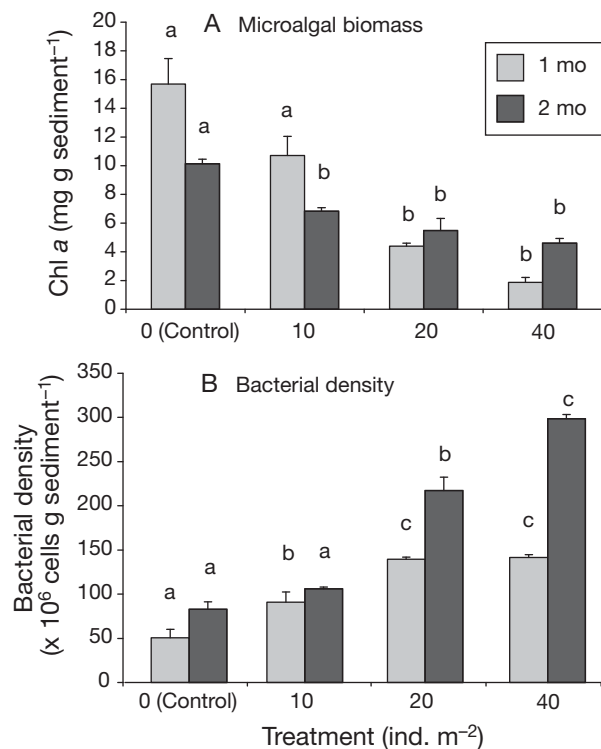 A Microalgal biomass
1 mo
2 mo
Chl a (mg g sediment⁻¹)
20
18
16
14
12
10
8
6
4
2
0
a
a
a
b
b
b
b
b
0 (Control) 10 20 40
B Bacterial density
Bacterial density
(x 10⁶ cells g sediment⁻¹)
350
300
250
200
150
100
50
0
a
a
b
a
c
b
c
c
0 (Control) 10 20 40
Treatment (ind. m⁻²)